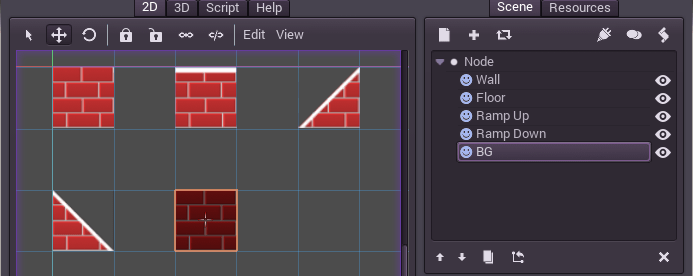 2D 3D Script Help
Scene Resources
Edit View
Node
Wall
Floor
Ramp Up
Ramp Down
BG